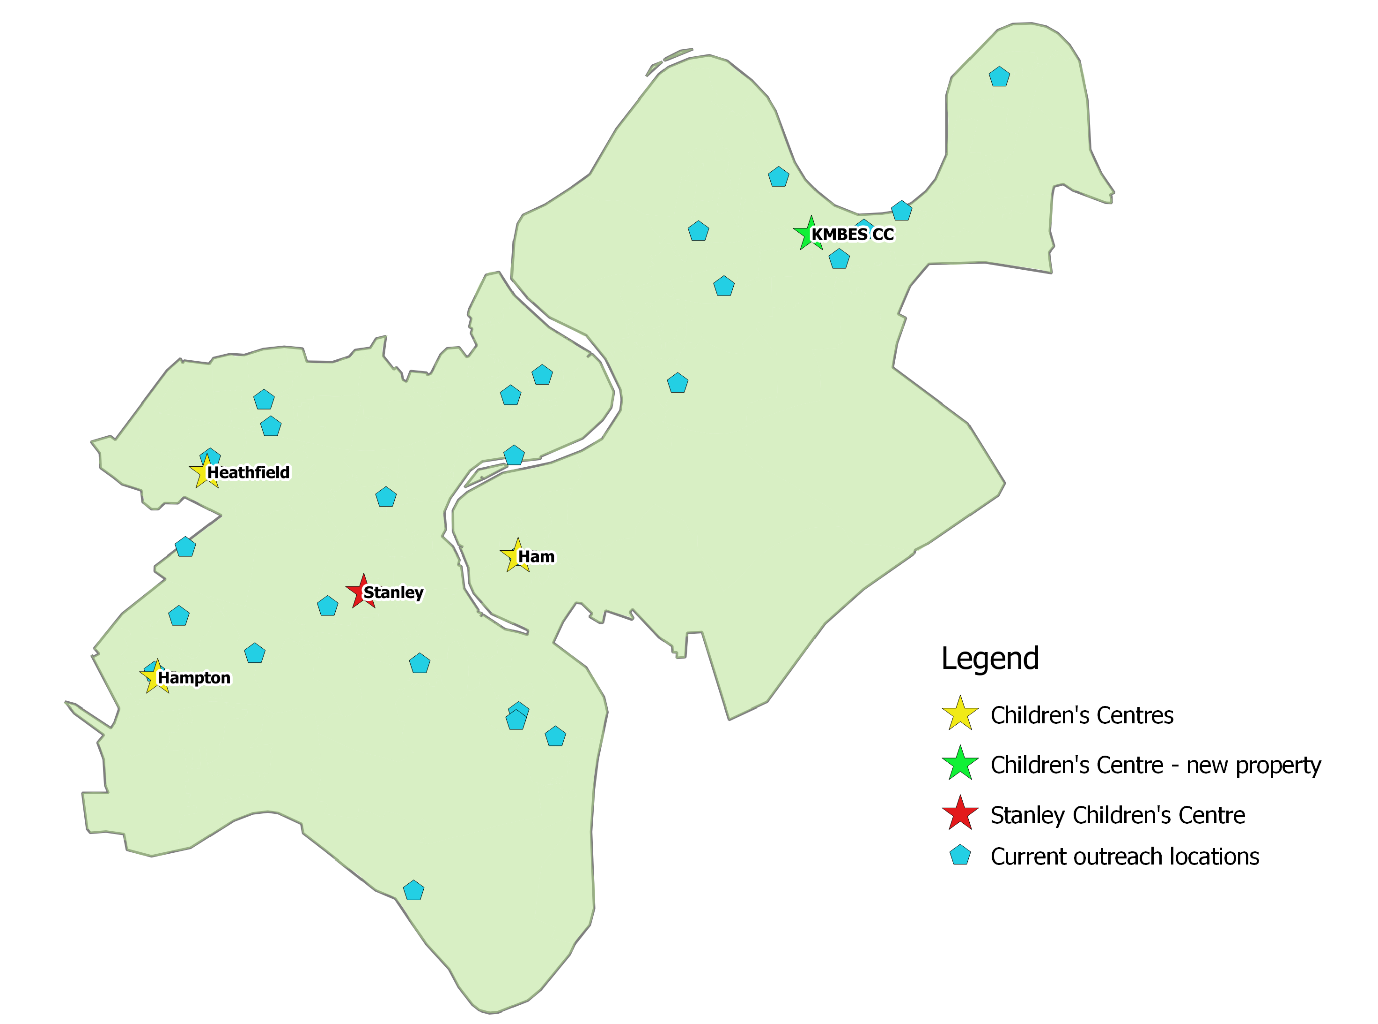 KMBES CC
Heathfield
Ham
Stanley
Hampton
Legend
Children's Centres
Children's Centre - new property
Stanley Children's Centre
Current outreach locations